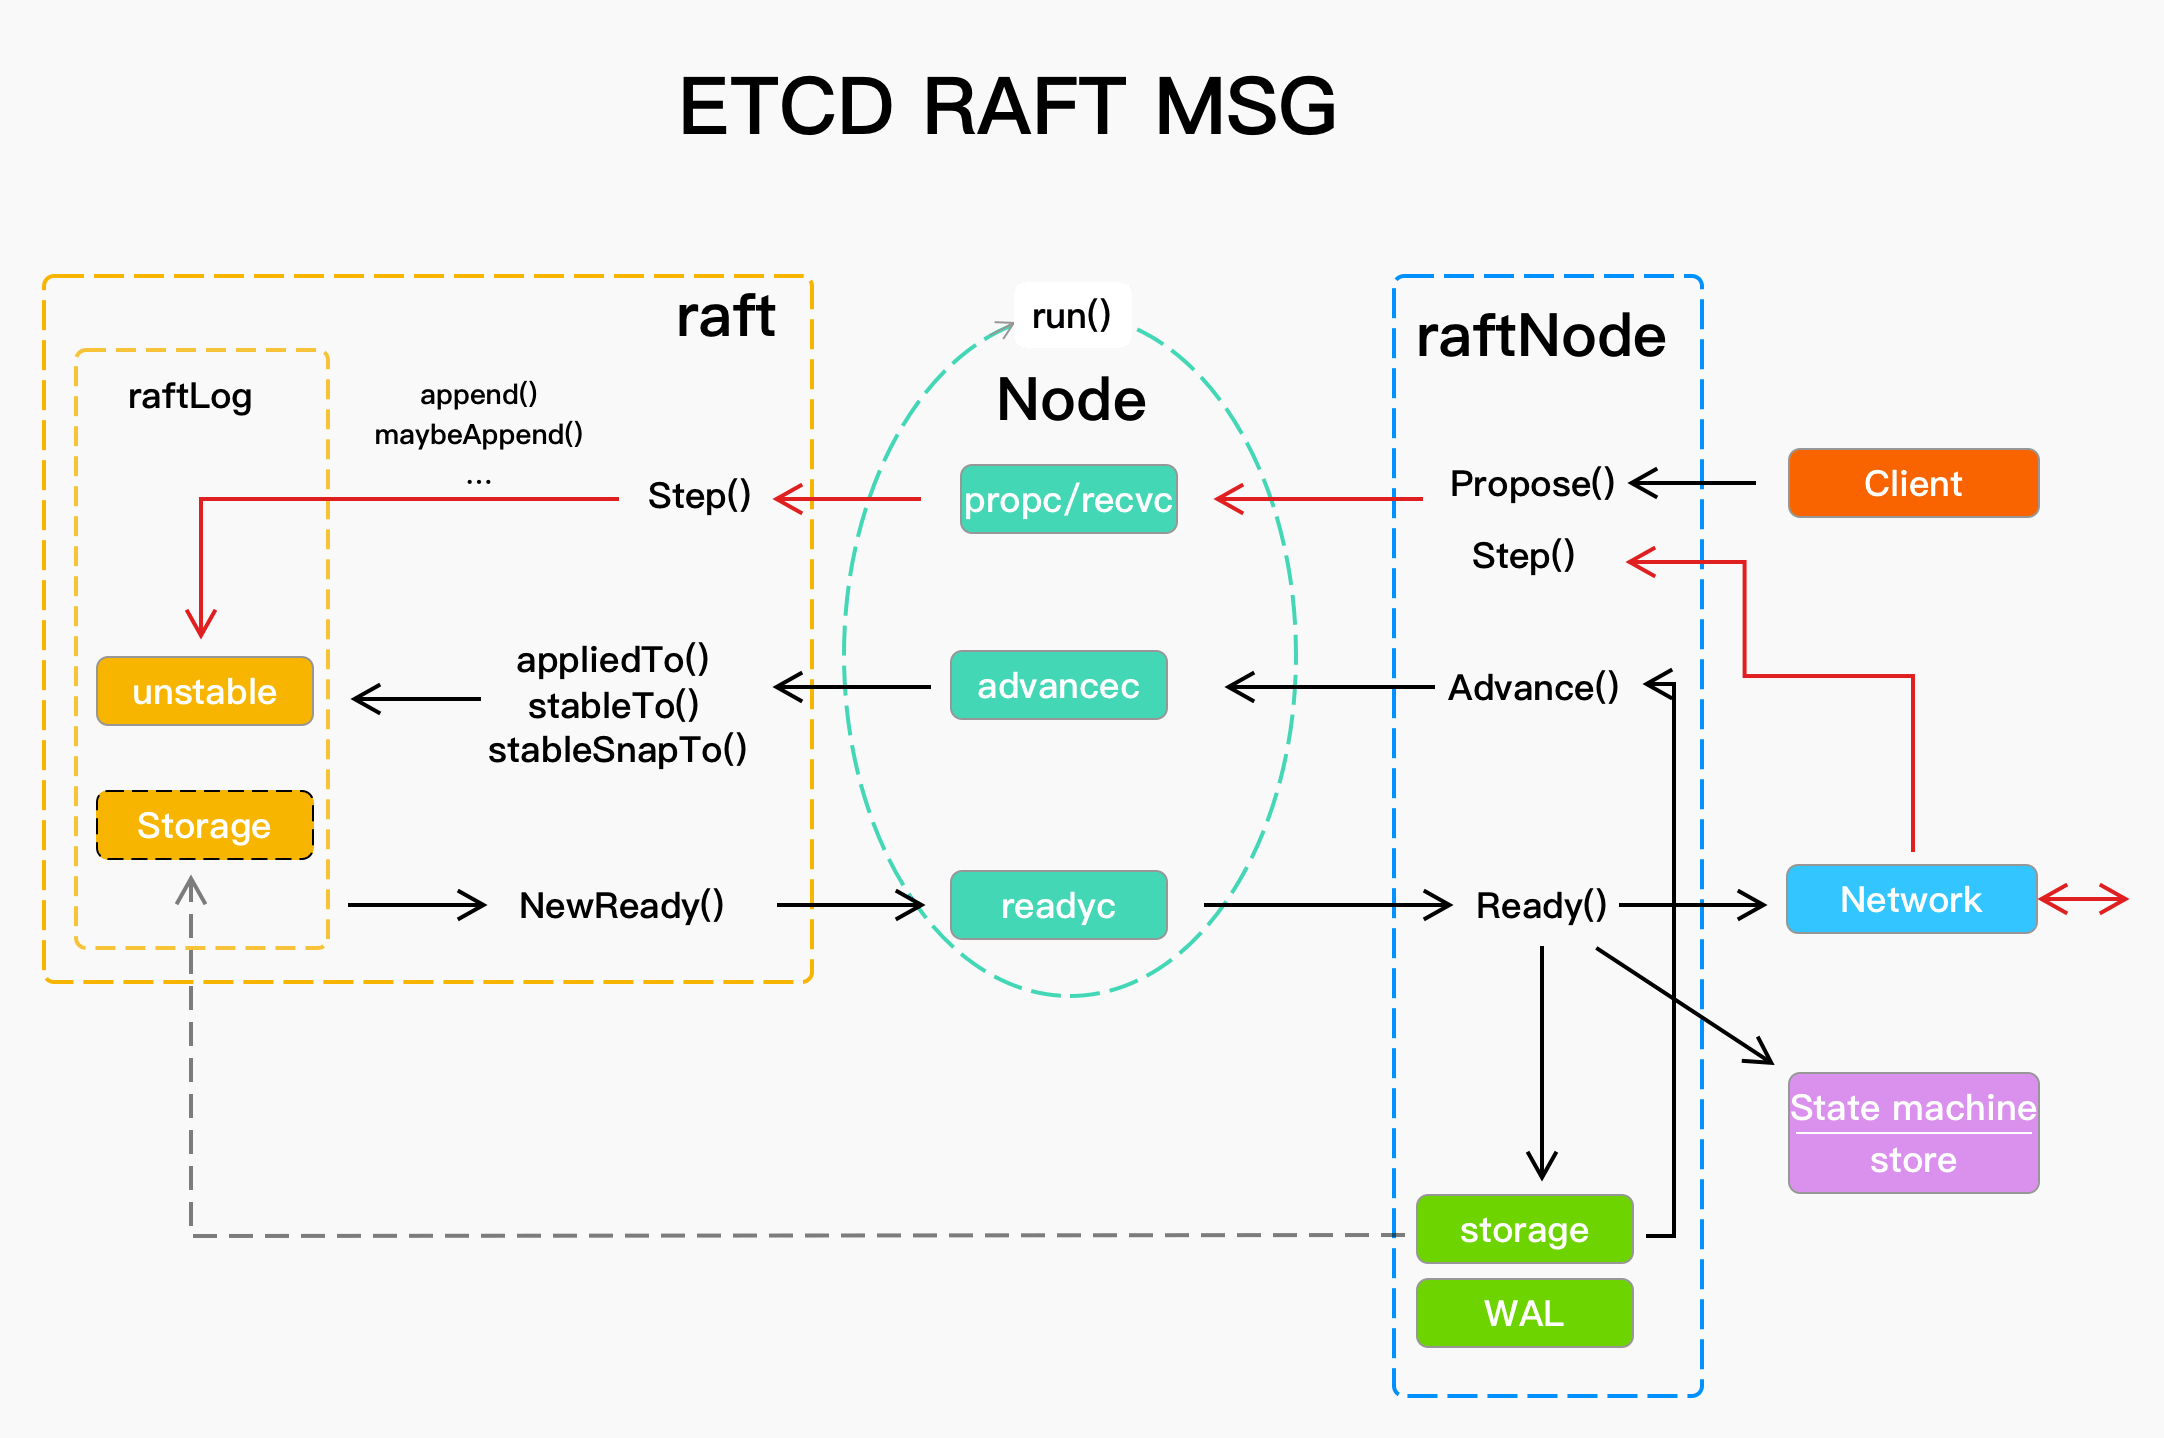 ETCD RAFT MSG
raft
raftLog
append()
maybeAppend()
...
Step()
unstable
appliedTo()
stableTo()
stableSnapTo()
Storage
NewReady()
run()
Node
propc/recvc
advancec
readyc
raftNode
Propose()
Step()
Advance()
Ready()
storage
WAL
Client
Network
State machine
store